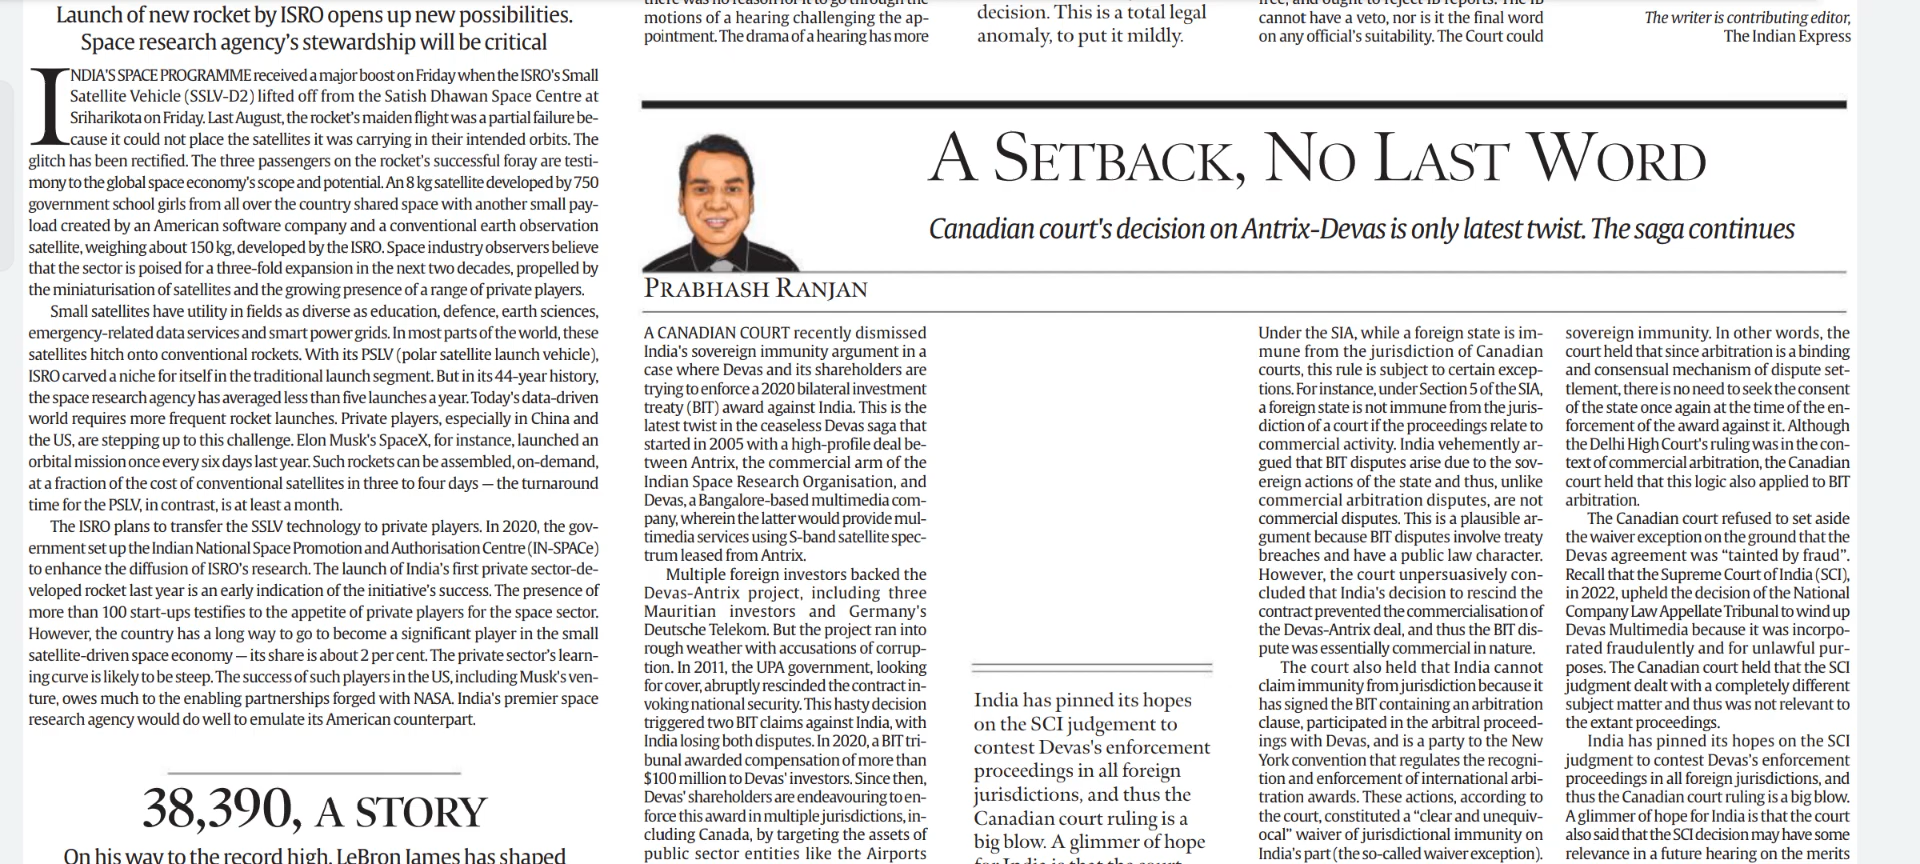 Launch of new rocket by ISRO opens up new possibilities.
Space research agency's stewardship will be critical
INDIA'S SPACE PROGRAMME received a major boost on Friday when the ISRO's Small
Satellite Vehicle (SSLV-D2) lifted off from the Satish Dhawan Space Centre at
Sriharikota on Friday. Last August, the rocket's maiden flight was a partial failure be-
cause it could not place the satellites it was carrying in their intended orbits. The
glitch has been rectified. The three passengers on the rocket's successful foray are testi-
mony to the global space economy's scope and potential. An 8 kg satellite developed by 750
government school girls from all over the country shared space with another small pay-
load created by an American software company and a conventional earth observation
satellite, weighing about 150 kg, developed by the ISRO. Space industry observers believe
that the sector is poised for a three-fold expansion in the next two decades, propelled by
the miniaturisation of satellites and the growing presence of a range of private players.
Small satellites have utility in fields as diverse as education, defence, earth sciences,
emergency-related data services and smart power grids. In most parts of the world, these
satellites hitch onto conventional rockets. With its PSLV (polar satellite launch vehicle),
ISRO carved a niche for itself in the traditional launch segment. But in its 44-year history,
the space research agency has averaged less than five launches a year. Today's data-driven
world requires more frequent rocket launches. Private players, especially in China and
the US, are stepping up to this challenge. Elon Musk's SpaceX, for instance, launched an
orbital mission once every six days last year. Such rockets can be assembled, on-demand,
at a fraction of the cost of conventional satellites in three to four days — the turnaround
time for the PSLV, in contrast, is at least a month.
The ISRO plans to transfer the SSLV technology to private players. In 2020, the gov-
ernment set up the Indian National Space Promotion and Authorisation Centre (IN-SPACe)
to enhance the diffusion of ISRO's research. The launch of India's first private sector-de-
veloped rocket last year is an early indication of the initiative's success. The presence of
more than 100 start-ups testifies to the appetite of private players for the space sector.
However, the country has a long way to go to become a significant player in the small
satellite-driven space economy — its share is about 2 per cent. The private sector's learn-
ing curve is likely to be steep. The success of such players in the US, including Musk's ven-
ture, owes much to the enabling partnerships forged with NASA. India's premier space
research agency would do well to emulate its American counterpart.
38,390, A STORY
On his way to the record high, LeBron James has shaped
there was no reason for it to go through the
motions of a hearing challenging the ap-
pointment. The drama of a hearing has more
decision. This is a total legal
anomaly, to put it mildly.
free, and ought to reject IB reports. The IB
cannot have a veto, nor is it the final word
on any official's suitability. The Court could
The writer is contributing editor,
The Indian Express
A SETBACK, NO LAST WORD
Canadian court's decision on Antrix-Devas is only latest twist. The saga continues
PRABHASH RANJAN
A CANADIAN COURT recently dismissed
India's sovereign immunity argument in a
case where Devas and its shareholders are
trying to enforce a 2020 bilateral investment
treaty (BIT) award against India. This is the
latest twist in the ceaseless Devas saga that
started in 2005 with a high-profile deal be-
tween Antrix, the commercial arm of the
Indian Space Research Organisation, and
Devas, a Bangalore-based multimedia com-
pany, wherein the latter would provide mul-
timedia services using S-band satellite spec-
trum leased from Antrix.
Multiple foreign investors backed the
Devas-Antrix project, including three
Mauritian investors and Germany's
Deutsche Telekom. But the project ran into
rough weather with accusations of corrup-
tion. In 2011, the UPA government, looking
for cover, abruptly rescinded the contract in-
voking national security. This hasty decision
triggered two BIT claims against India, with
India losing both disputes. In 2020, a BIT tri-
bunal awarded compensation of more than
$100 million to Devas' investors. Since then,
Devas' shareholders are endeavouring to en-
force this award in multiple jurisdictions, in-
cluding Canada, by targeting the assets of
public sector entities like the Airports
India has pinned its hopes
on the SCI judgement to
contest Devas's enforcement
proceedings in all foreign
jurisdictions, and thus the
Canadian court ruling is a
big blow. A glimmer of hope
for India is that the court
Under the SIA, while a foreign state is im-
mune from the jurisdiction of Canadian
courts, this rule is subject to certain excep-
tions. For instance, under Section 5 of the SIA,
a foreign state is not immune from the juris-
diction of a court if the proceedings relate to
commercial activity. India vehemently ar-
gued that BIT disputes arise due to the sov-
ereign actions of the state and thus, unlike
commercial arbitration disputes, are not
commercial disputes. This is a plausible ar-
gument because BIT disputes involve treaty
breaches and have a public law character.
However, the court unpersuasively con-
cluded that India's decision to rescind the
contract prevented the commercialisation of
the Devas-Antrix deal, and thus the BIT dis-
pute was essentially commercial in nature.
The court also held that India cannot
claim immunity from jurisdiction because it
has signed the BIT containing an arbitration
clause, participated in the arbitral proceed-
ings with Devas, and is a party to the New
York convention that regulates the recogni-
tion and enforcement of international arbi-
tration awards. These actions, according to
the court, constituted a "clear and unequiv-
ocal" waiver of jurisdictional immunity on
India's part (the so-called waiver exception).
sovereign immunity. In other words, the
court held that since arbitration is a binding
and consensual mechanism of dispute set-
tlement, there is no need to seek the consent
of the state once again at the time of the en-
forcement of the award against it. Although
the Delhi High Court's ruling was in the con-
text of commercial arbitration, the Canadian
court held that this logic also applied to BIT
arbitration.
The Canadian court refused to set aside
the waiver exception on the ground that the
Devas agreement was "tainted by fraud".
Recall that the Supreme Court of India (SCI),
in 2022, upheld the decision of the National
Company Law Appellate Tribunal to wind up
Devas Multimedia because it was incorpo-
rated fraudulently and for unlawful pur-
poses. The Canadian court held that the SCI
judgment dealt with a completely different
subject matter and thus was not relevant to
the extant proceedings.
India has pinned its hopes on the SCI
judgment to contest Devas's enforcement
proceedings in all foreign jurisdictions, and
thus the Canadian court ruling is a big blow.
A glimmer of hope for India is that the court
also said that the SCI decision may have some
relevance in a future hearing on the merits